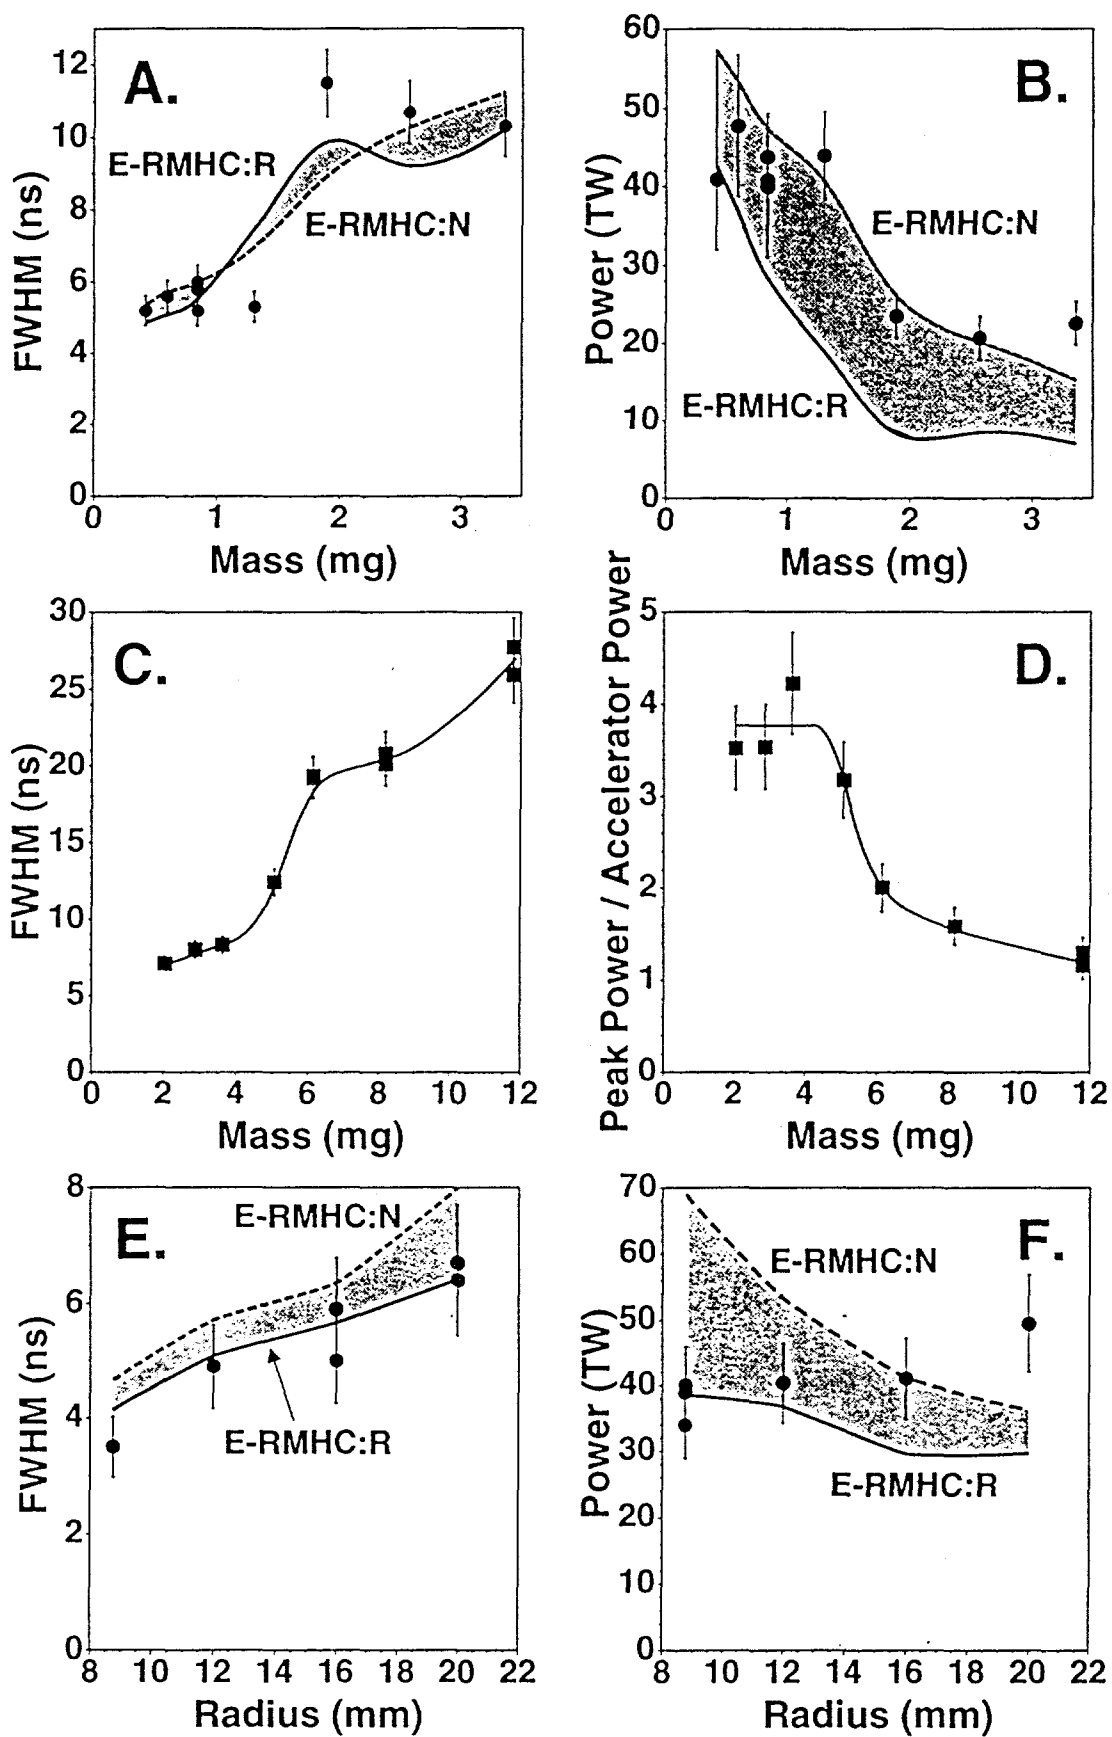 A.
FWHM (ns)
12
10
8
6
4
2
0
E-RMHC:R
E-RMHC:N
0 1 2 3
Mass (mg)
B.
Power (TW)
60
50
40
30
20
10
0
E-RMHC:N
E-RMHC:R
0 1 2 3
Mass (mg)
C.
FWHM (ns)
30
25
20
15
10
5
0
0 2 4 6 8 10 12
Mass (mg)
D.
Peak Power / Accelerator Power
5
4
3
2
1
0
0 2 4 6 8 10 12
Mass (mg)
E.
FWHM (ns)
8
6
4
2
0
E-RMHC:N
E-RMHC:R
8 10 12 14 16 18 20 22
Radius (mm)
F.
Power (TW)
70
60
50
40
30
20
10
0
E-RMHC:N
E-RMHC:R
8 10 12 14 16 18 20 22
Radius (mm)